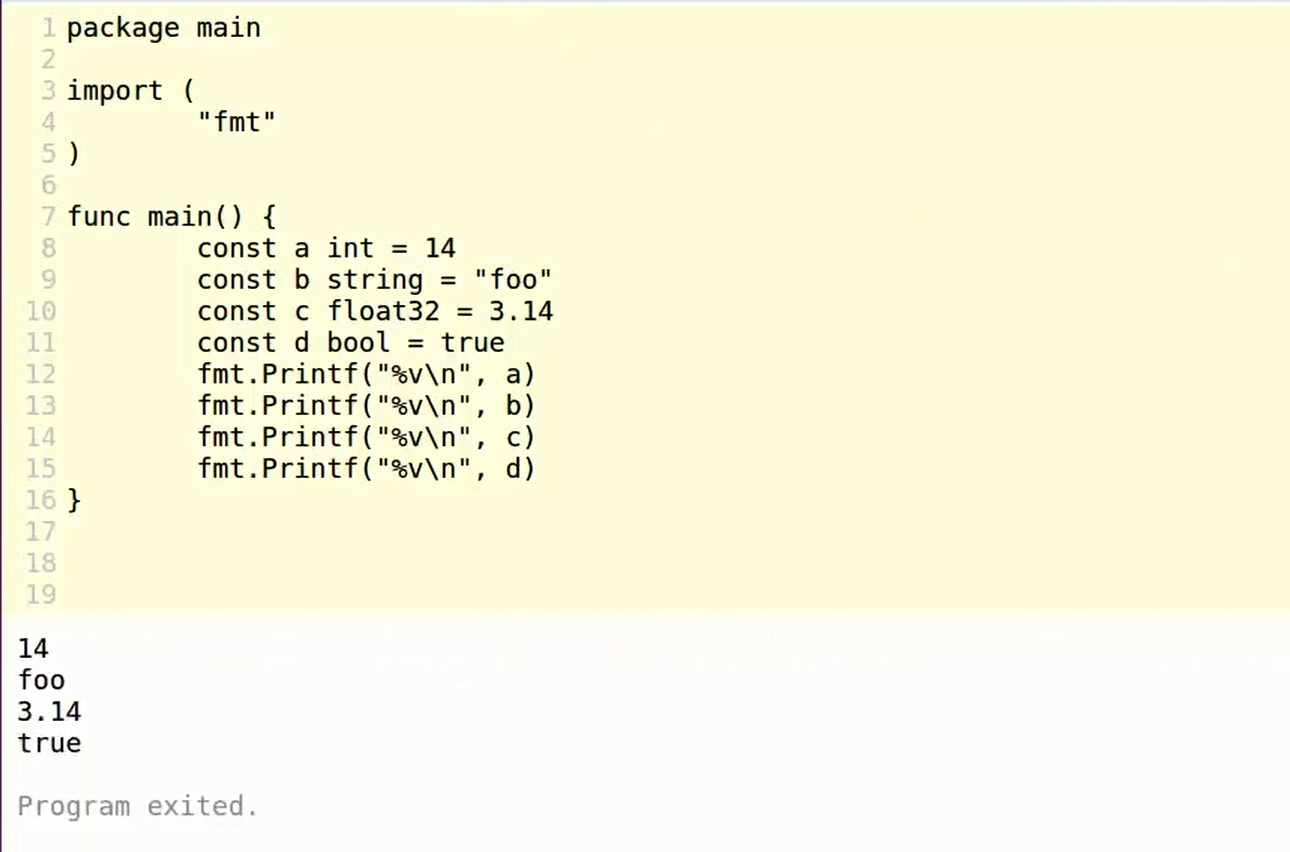 1 package main
2
3 import (
4 "fmt"
5 )
6
7 func main() {
8 const a int = 14
9 const b string = "foo"
10 const c float32 = 3.14
11 const d bool = true
12 fmt.Printf("%v\n", a)
13 fmt.Printf("%v\n", b)
14 fmt.Printf("%v\n", c)
15 fmt.Printf("%v\n", d)
16 }
17
18
19
14
foo
3.14
true
Program exited.